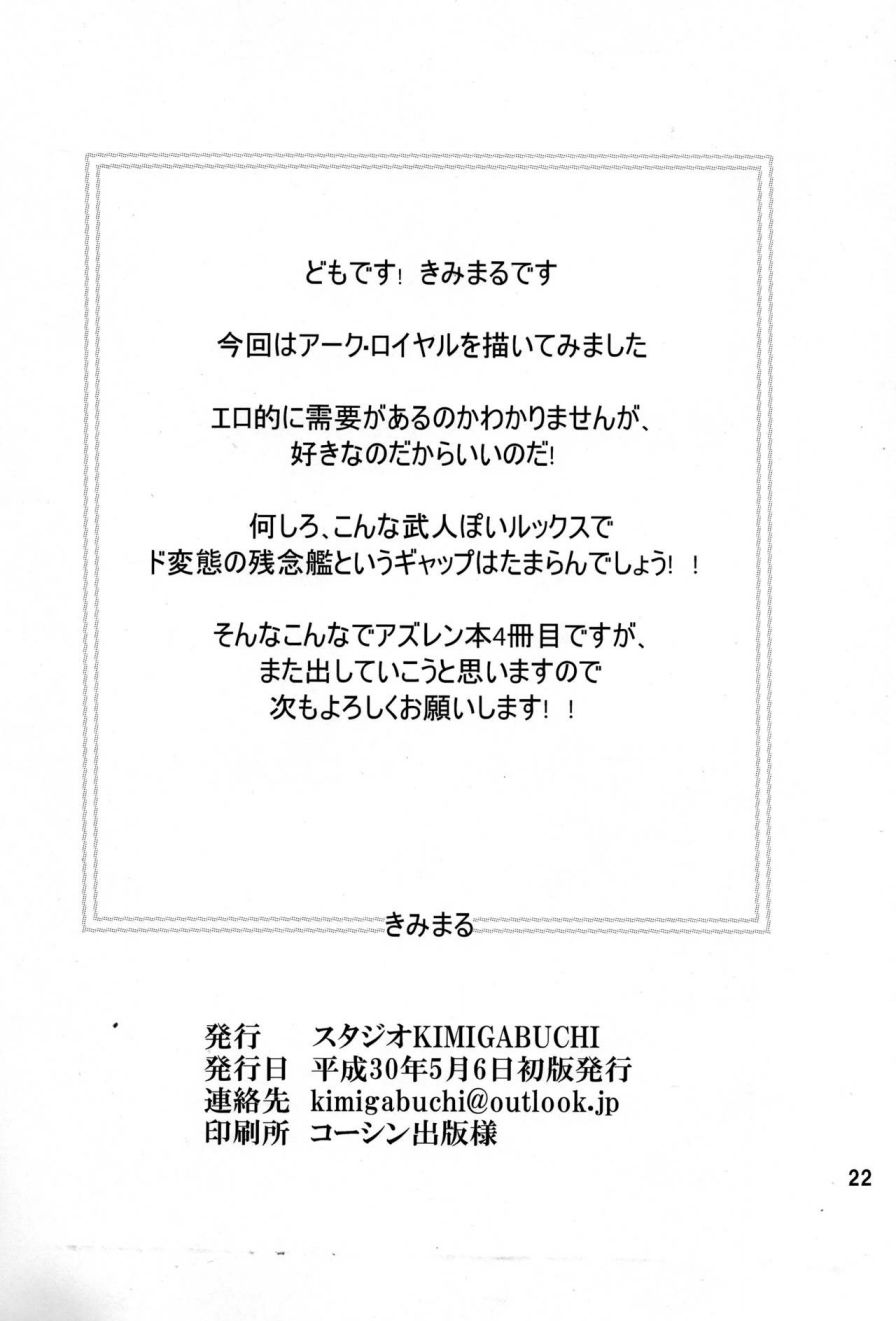 どもです! きみまるです
今回はアーク・ロイヤルを描いてみました
エロ的に需要があるのかわかりませんが、
好きなのだからいいのだ!
何しろ、こんな武人ぽいルックスで
ド変態の残念艦というギャップはたまらんでしょう! !
そんなこんなでアズレン本4冊目ですが、
また出していこうと思いますので
次もよろしくお願いします! !
きみまる
発行 スタジオKIMIGABUCHI
発行日 平成30年5月6日初版発行
連絡先 kimigabuchi@outlook.jp
印刷所 コーシン出版様
22